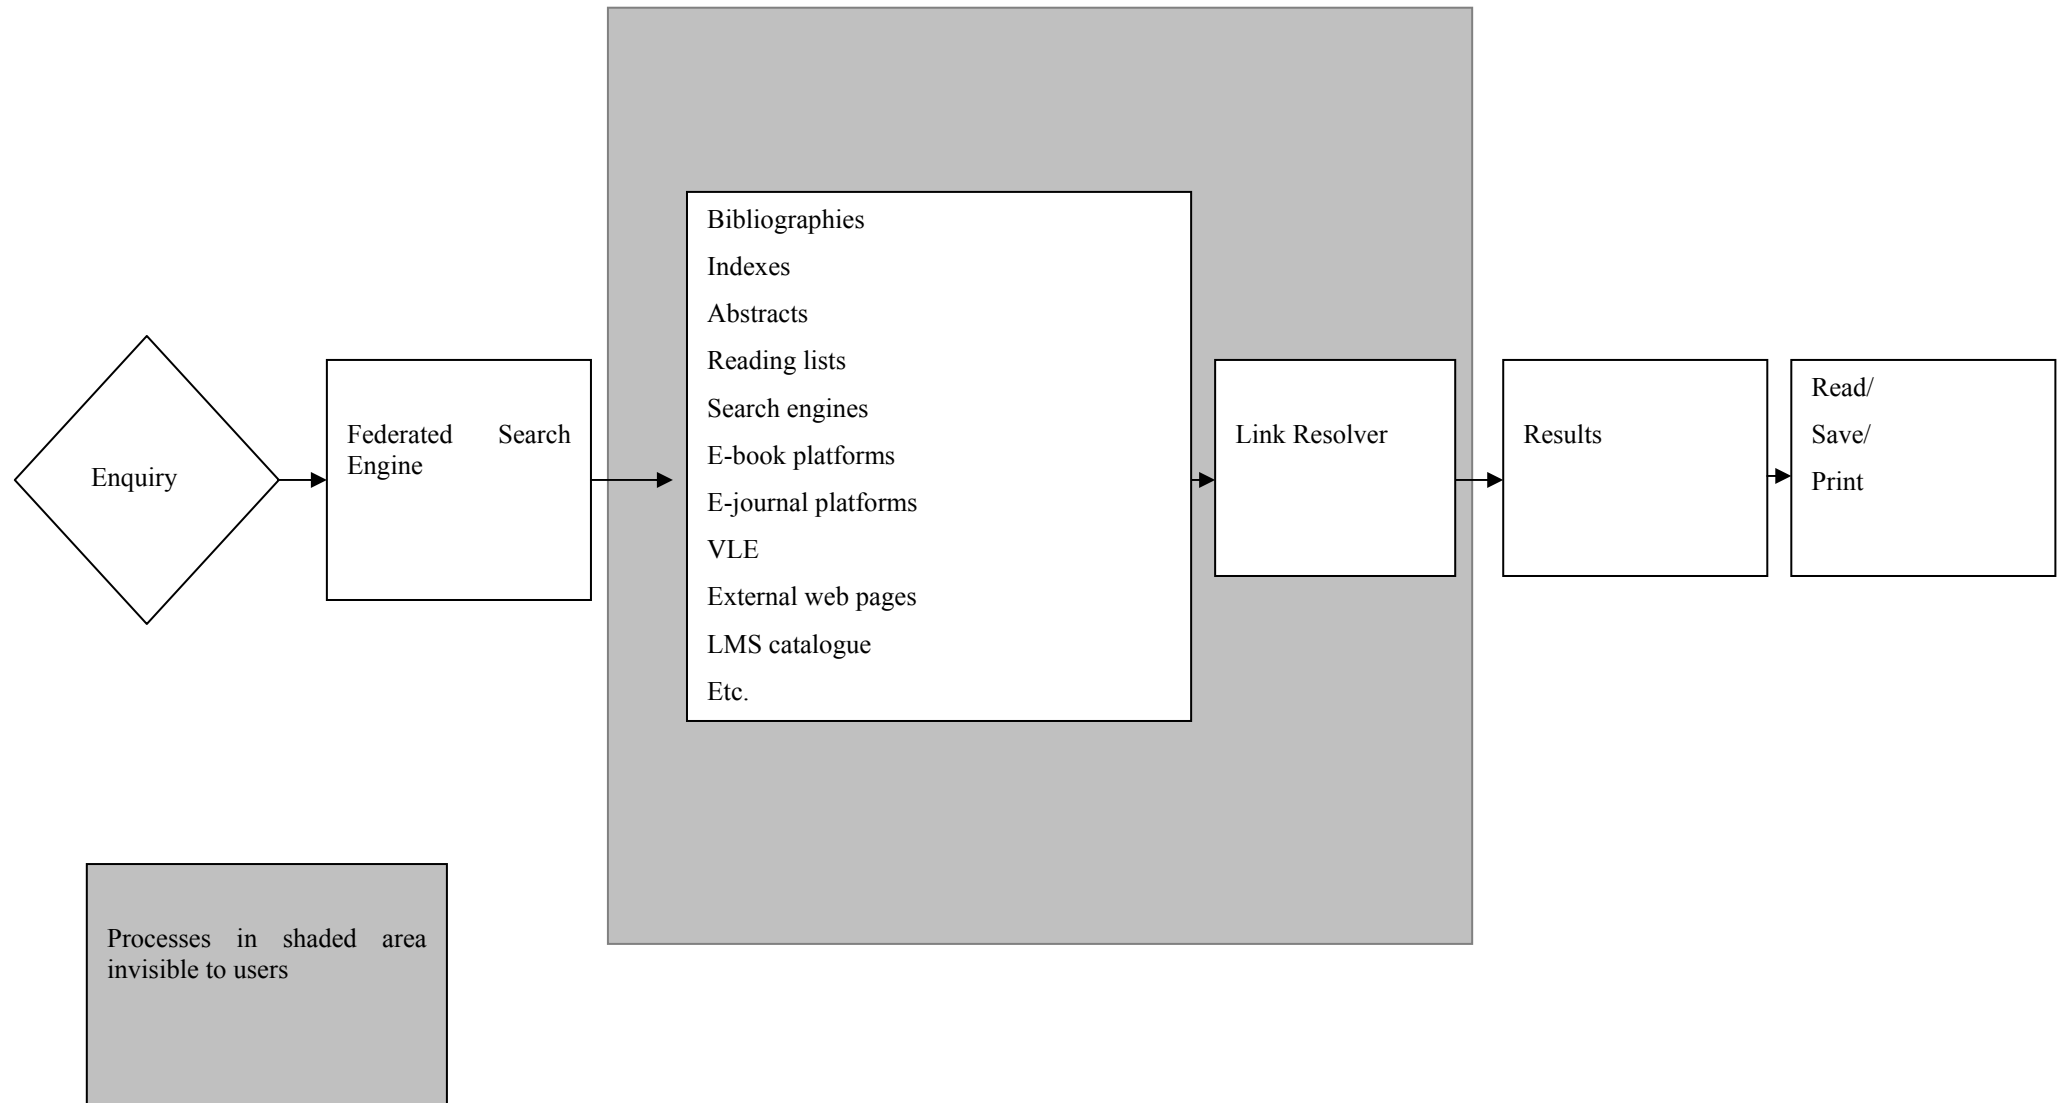 Enquiry
Federated Search
Engine
Bibliographies
Indexes
Abstracts
Reading lists
Search engines
E-book platforms
E-journal platforms
VLE
External web pages
LMS catalogue
Etc.
Link Resolver
Results
Read/
Save/
Print
Processes in shaded area
invisible to users